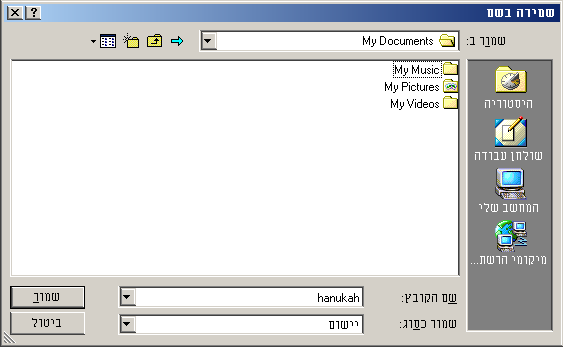 שמירה בשם
שמור ב: My Documents
My Music
My Pictures
My Videos
היסטוריה
שולחן עבודה
המחשב שלי
מיקומי הרשת...
שם הקובץ: hanukah
שמור
שמור כסוג: יישום
ביטול